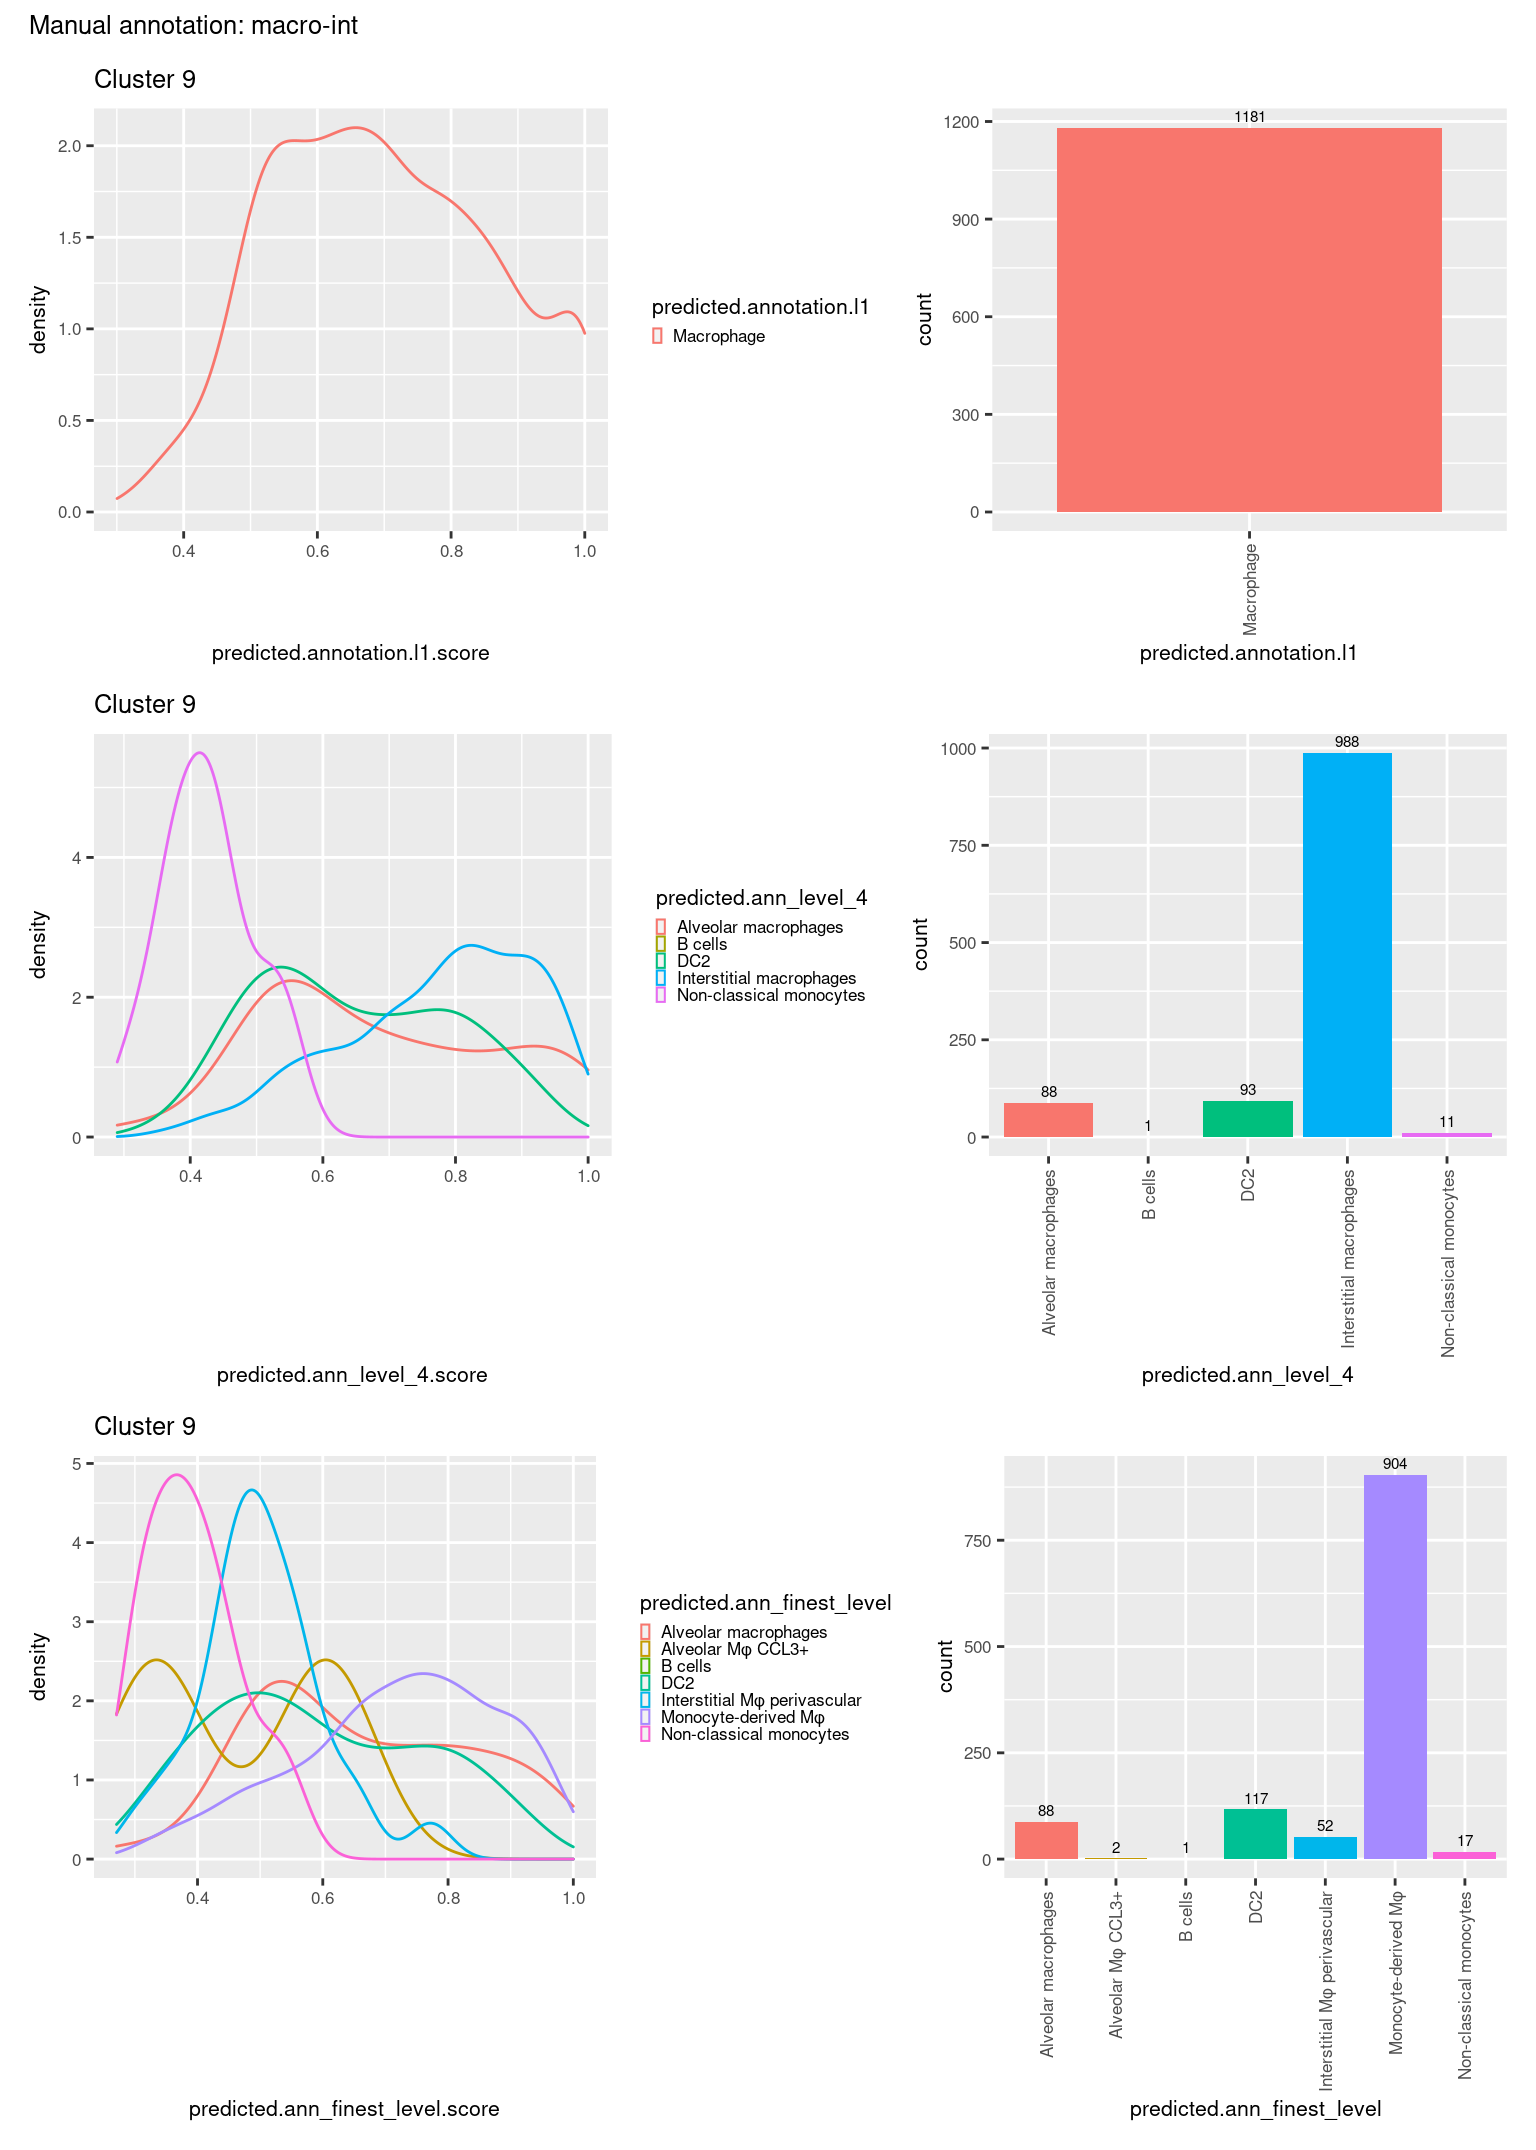 Manual annotation: macro-int
Cluster 9
density
2.0
1.5
1.0
0.5
0.0
0.4 0.6 0.8 1.0
predicted.annotation.l1.score
predicted.annotation.l1
Macrophage
count
1200
900
600
300
0
1181
Macrophage
predicted.annotation.l1
Cluster 9
density
4
2
0
0.4 0.6 0.8 1.0
predicted.ann_level_4.score
predicted.ann_level_4
Alveolar macrophages
B cells
DC2
Interstitial macrophages
Non-classical monocytes
count
1000
750
500
250
0
88 1 93 988 11
Alveolar macrophages
B cells
DC2
Interstitial macrophages
Non-classical monocytes
predicted.ann_level_4
Cluster 9
density
5
4
3
2
1
0
0.4 0.6 0.8 1.0
predicted.ann_finest_level.score
predicted.ann_finest_level
Alveolar macrophages
Alveolar Mφ CCL3+
B cells
DC2
Interstitial Mφ perivascular
Monocyte-derived Mφ
Non-classical monocytes
count
750
500
250
0
88 2 1 117 52 904 17
Alveolar macrophages
Alveolar Mφ CCL3+
B cells
DC2
Interstitial Mφ perivascular
Monocyte-derived Mφ
Non-classical monocytes
predicted.ann_finest_level